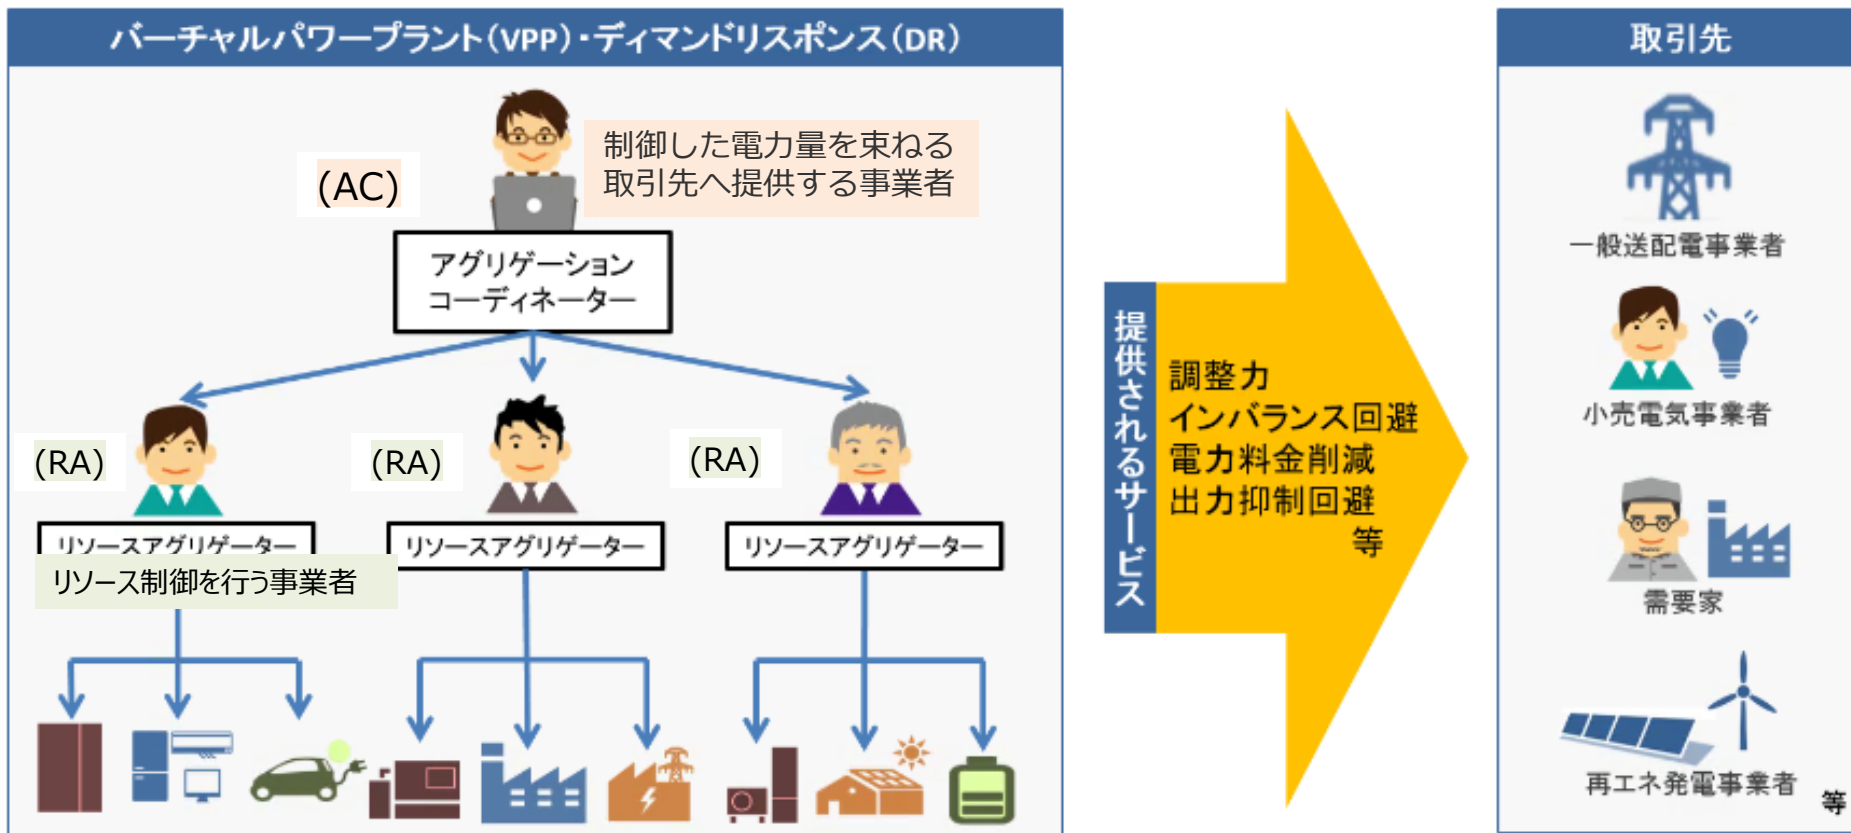 バーチャルパワープラント(VPP)・ディマンドリスポンス(DR)
(AC)
制御した電力量を束ねる
取引先へ提供する事業者
アグリゲーション
コーディネーター
(RA)
(RA)
(RA)
リソースアグリゲーター
リソースアグリゲーター
リソースアグリゲーター
リソース制御を行う事業者
提供されるサービス
調整力
インバランス回避
電力料金削減
出力抑制回避
等
取引先
一般送配電事業者
小売電気事業者
需要家
再エネ発電事業者
等